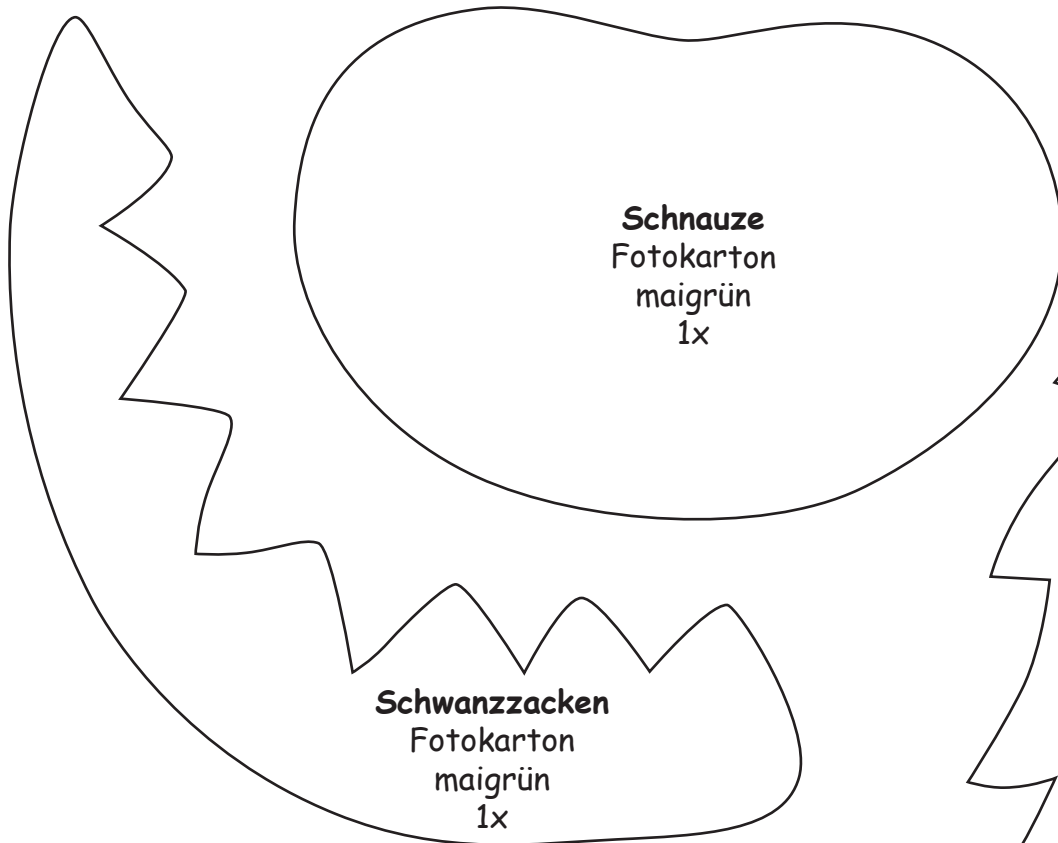 Schnauze
Fotokarton
maigrün
1x
Schwanzzacken
Fotokarton
maigrün
1x